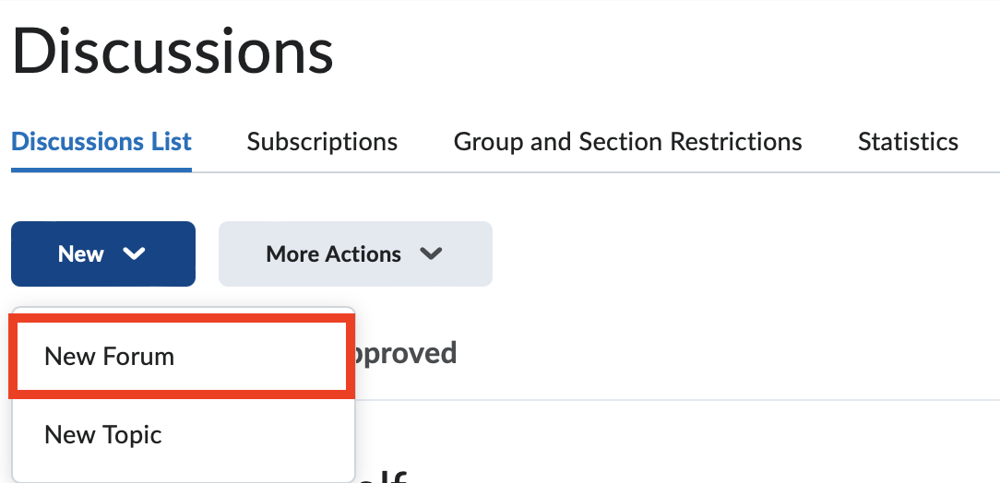 Discussions
Discussions List Subscriptions Group and Section Restrictions Statistics
New More Actions
New Forum
New Topic